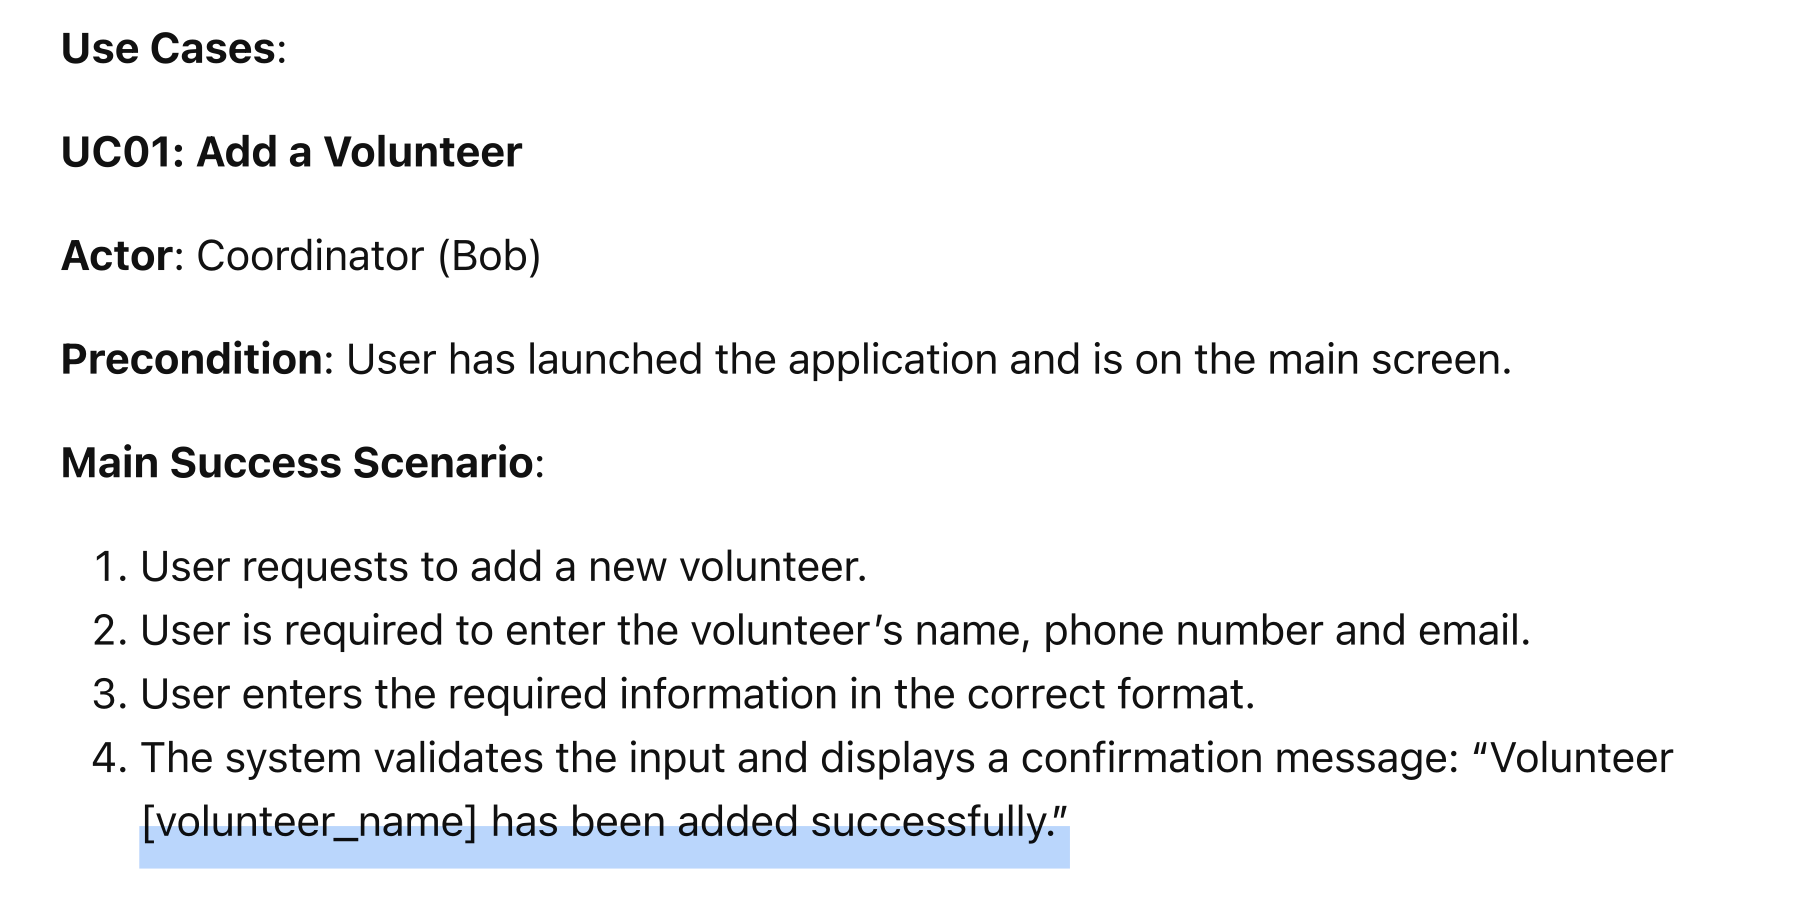 Use Cases:
UC01: Add a Volunteer
Actor: Coordinator (Bob)
Precondition: User has launched the application and is on the main screen.
Main Success Scenario:
1. User requests to add a new volunteer.
2. User is required to enter the volunteer’s name, phone number and email.
3. User enters the required information in the correct format.
4. The system validates the input and displays a confirmation message: “Volunteer
[volunteer_name] has been added successfully.”